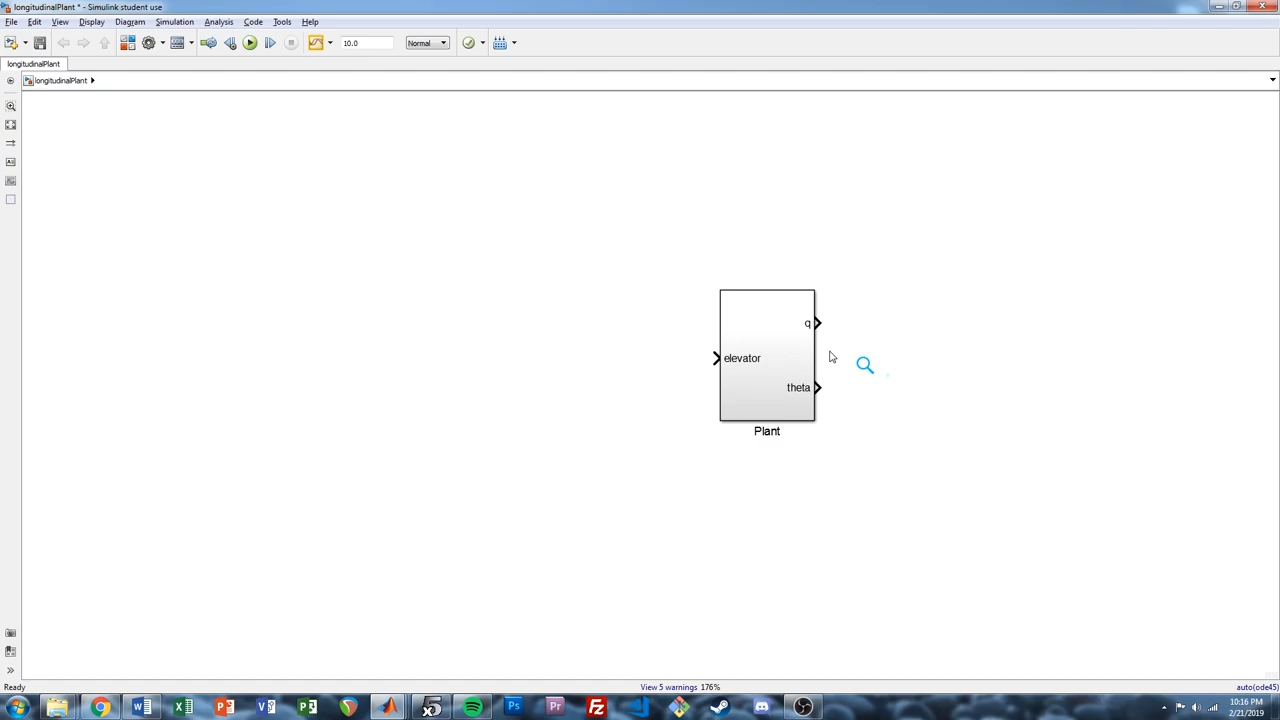 longitudinalPlant * - Simulink student use
File Edit View Display Diagram Simulation Analysis Code Tools Help
10.0 Normal
longitudinalPlant
longitudinalPlant
q
elevator
theta
Plant
Ready View 5 warnings 176% auto(ode45)
10:16 PM
2/21/2019